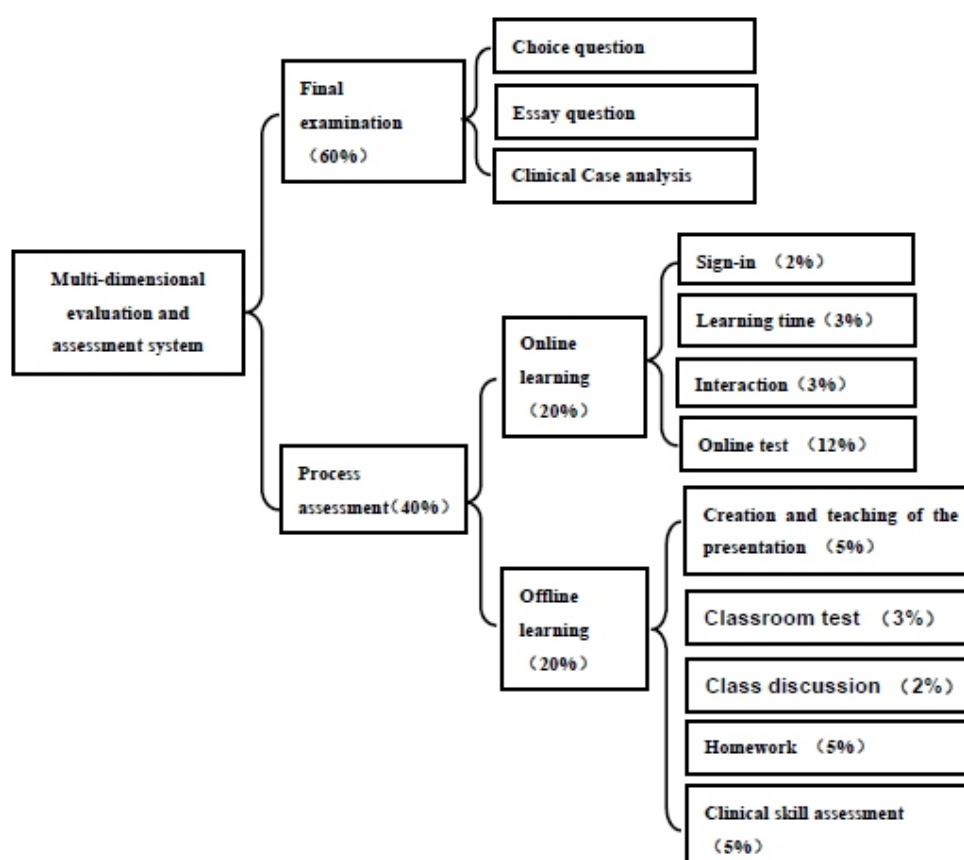 Multi-dimensional
evaluation and
assessment system
Final
examination
（60%）
Choice question
Essay question
Clinical Case analysis
Process
assessment（40%）
Online
learning
（20%）
Sign-in （2%）
Learning time（3%）
Interaction（3%）
Online test （12%）
Offline
learning
（20%）
Creation and teaching of the
presentation （5%）
Classroom test （3%）
Class discussion （2%）
Homework （5%）
Clinical skill assessment
（5%）